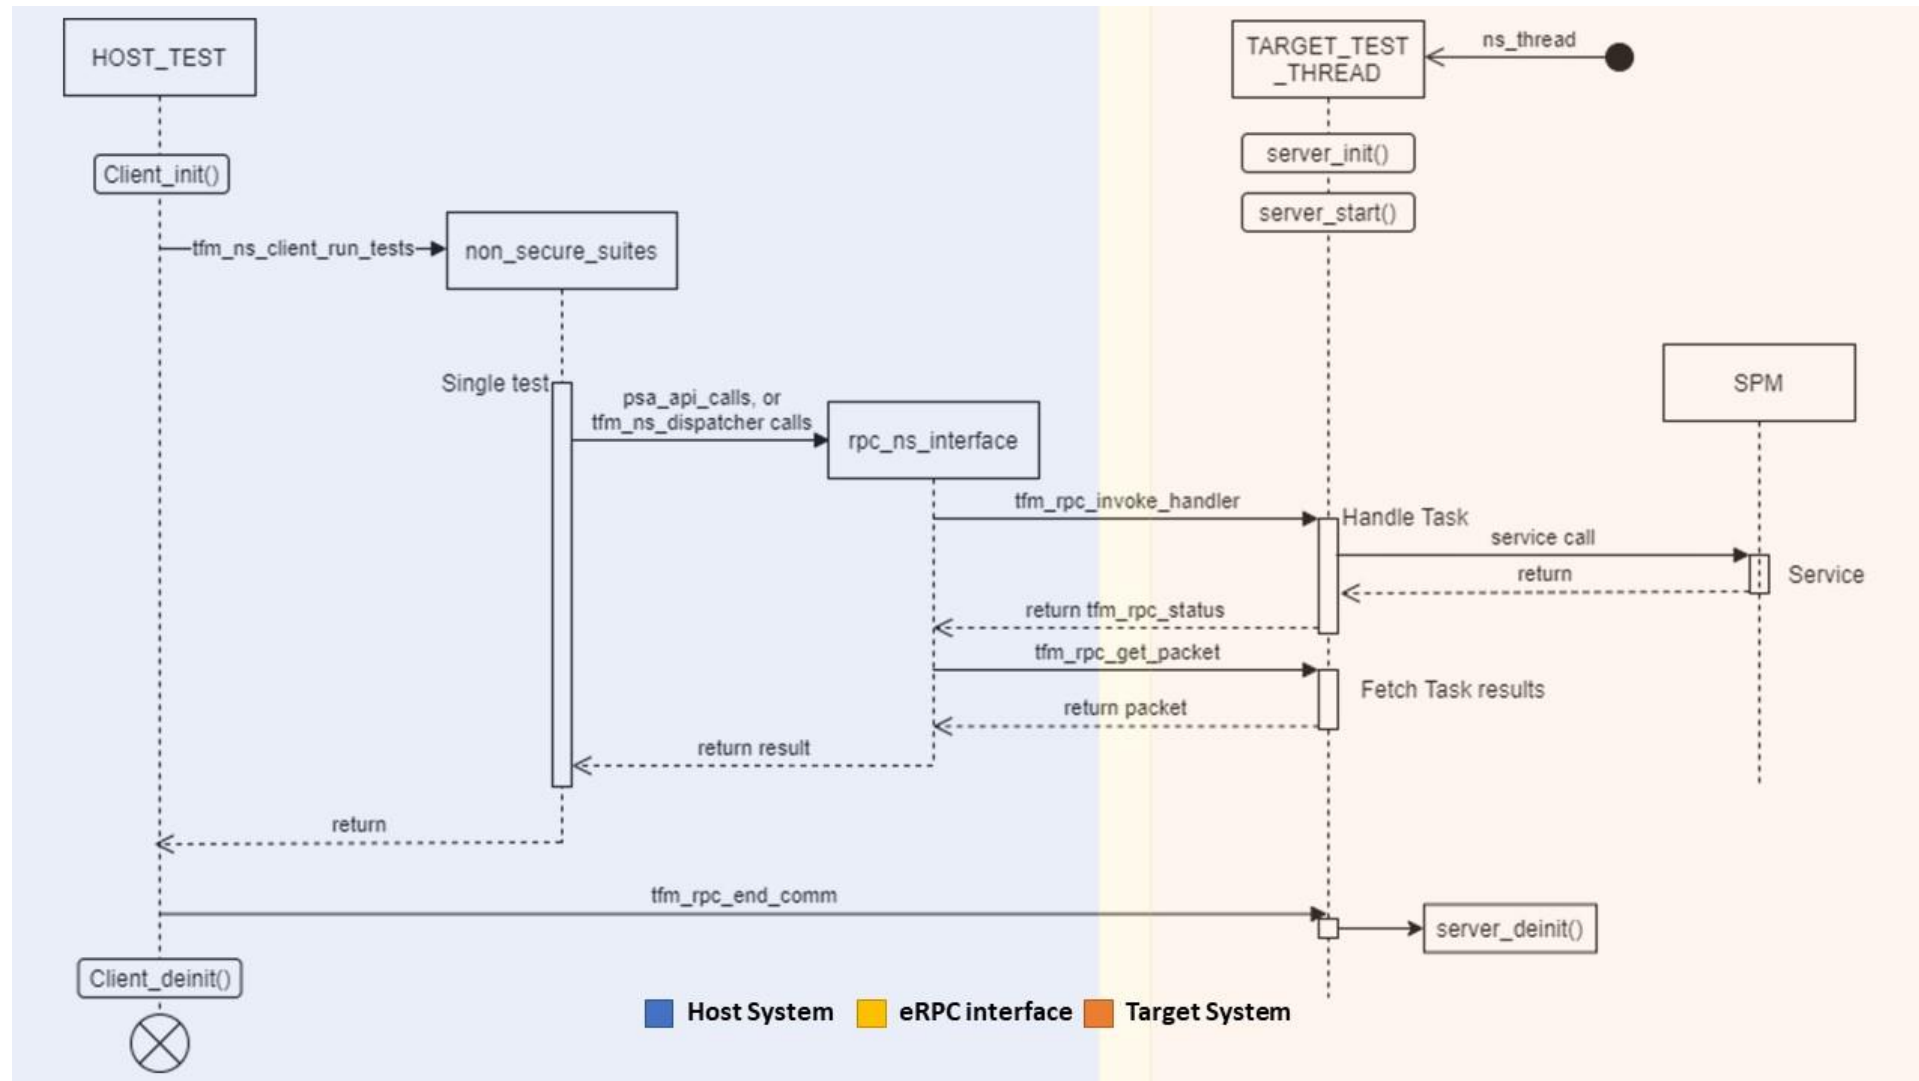 HOST_TEST
TARGET_TEST
_THREAD
ns_thread
Client_init()
server_init()
server_start()
tfm_ns_client_run_tests
non_secure_suites
SPM
Single test
psa_api_calls, or
tfm_ns_dispatcher calls
rpc_ns_interface
tfm_rpc_invoke_handler
Handle Task
service call
return
Service
return tfm_rpc_status
tfm_rpc_get_packet
Fetch Task results
return packet
return result
return
tfm_rpc_end_comm
server_deinit()
Client_deinit()
Host System
eRPC interface
Target System